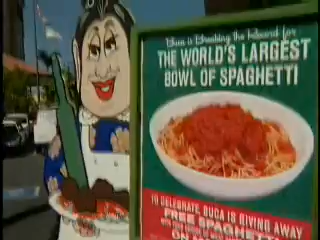 Buca is Breaking the Record for
THE WORLD'S LARGEST
BOWL OF SPAGHETTI
TO CELEBRATE, BUCA IS GIVING AWAY
FREE SPAGHETTI
ON